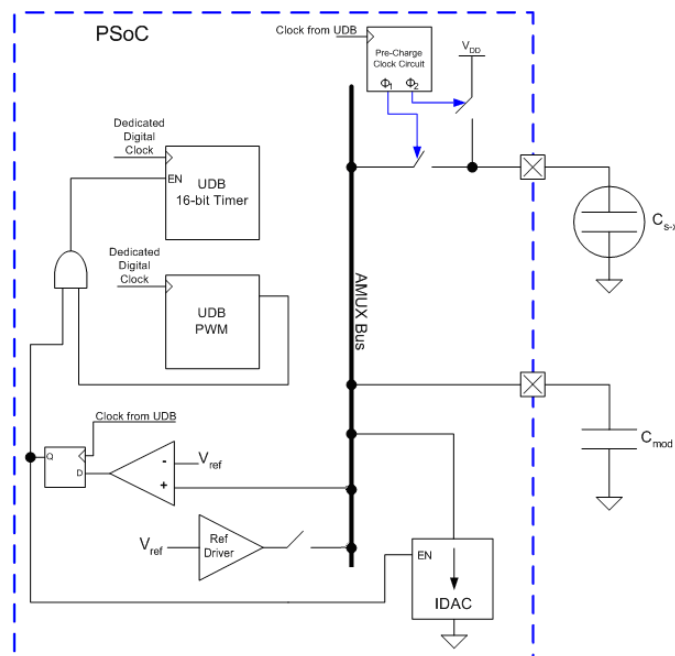 PSoC
Clock from UDB
Pre-Charge
Clock Circuit
Φ1 Φ2
VDD
Dedicated
Digital
Clock
EN
UDB
16-bit Timer
Dedicated
Digital
Clock
UDB
PWM
AMUX Bus
Cs-x
Cmod
Clock from UDB
Q
D
-
+
Vref
Vref
Ref
Driver
EN
IDAC